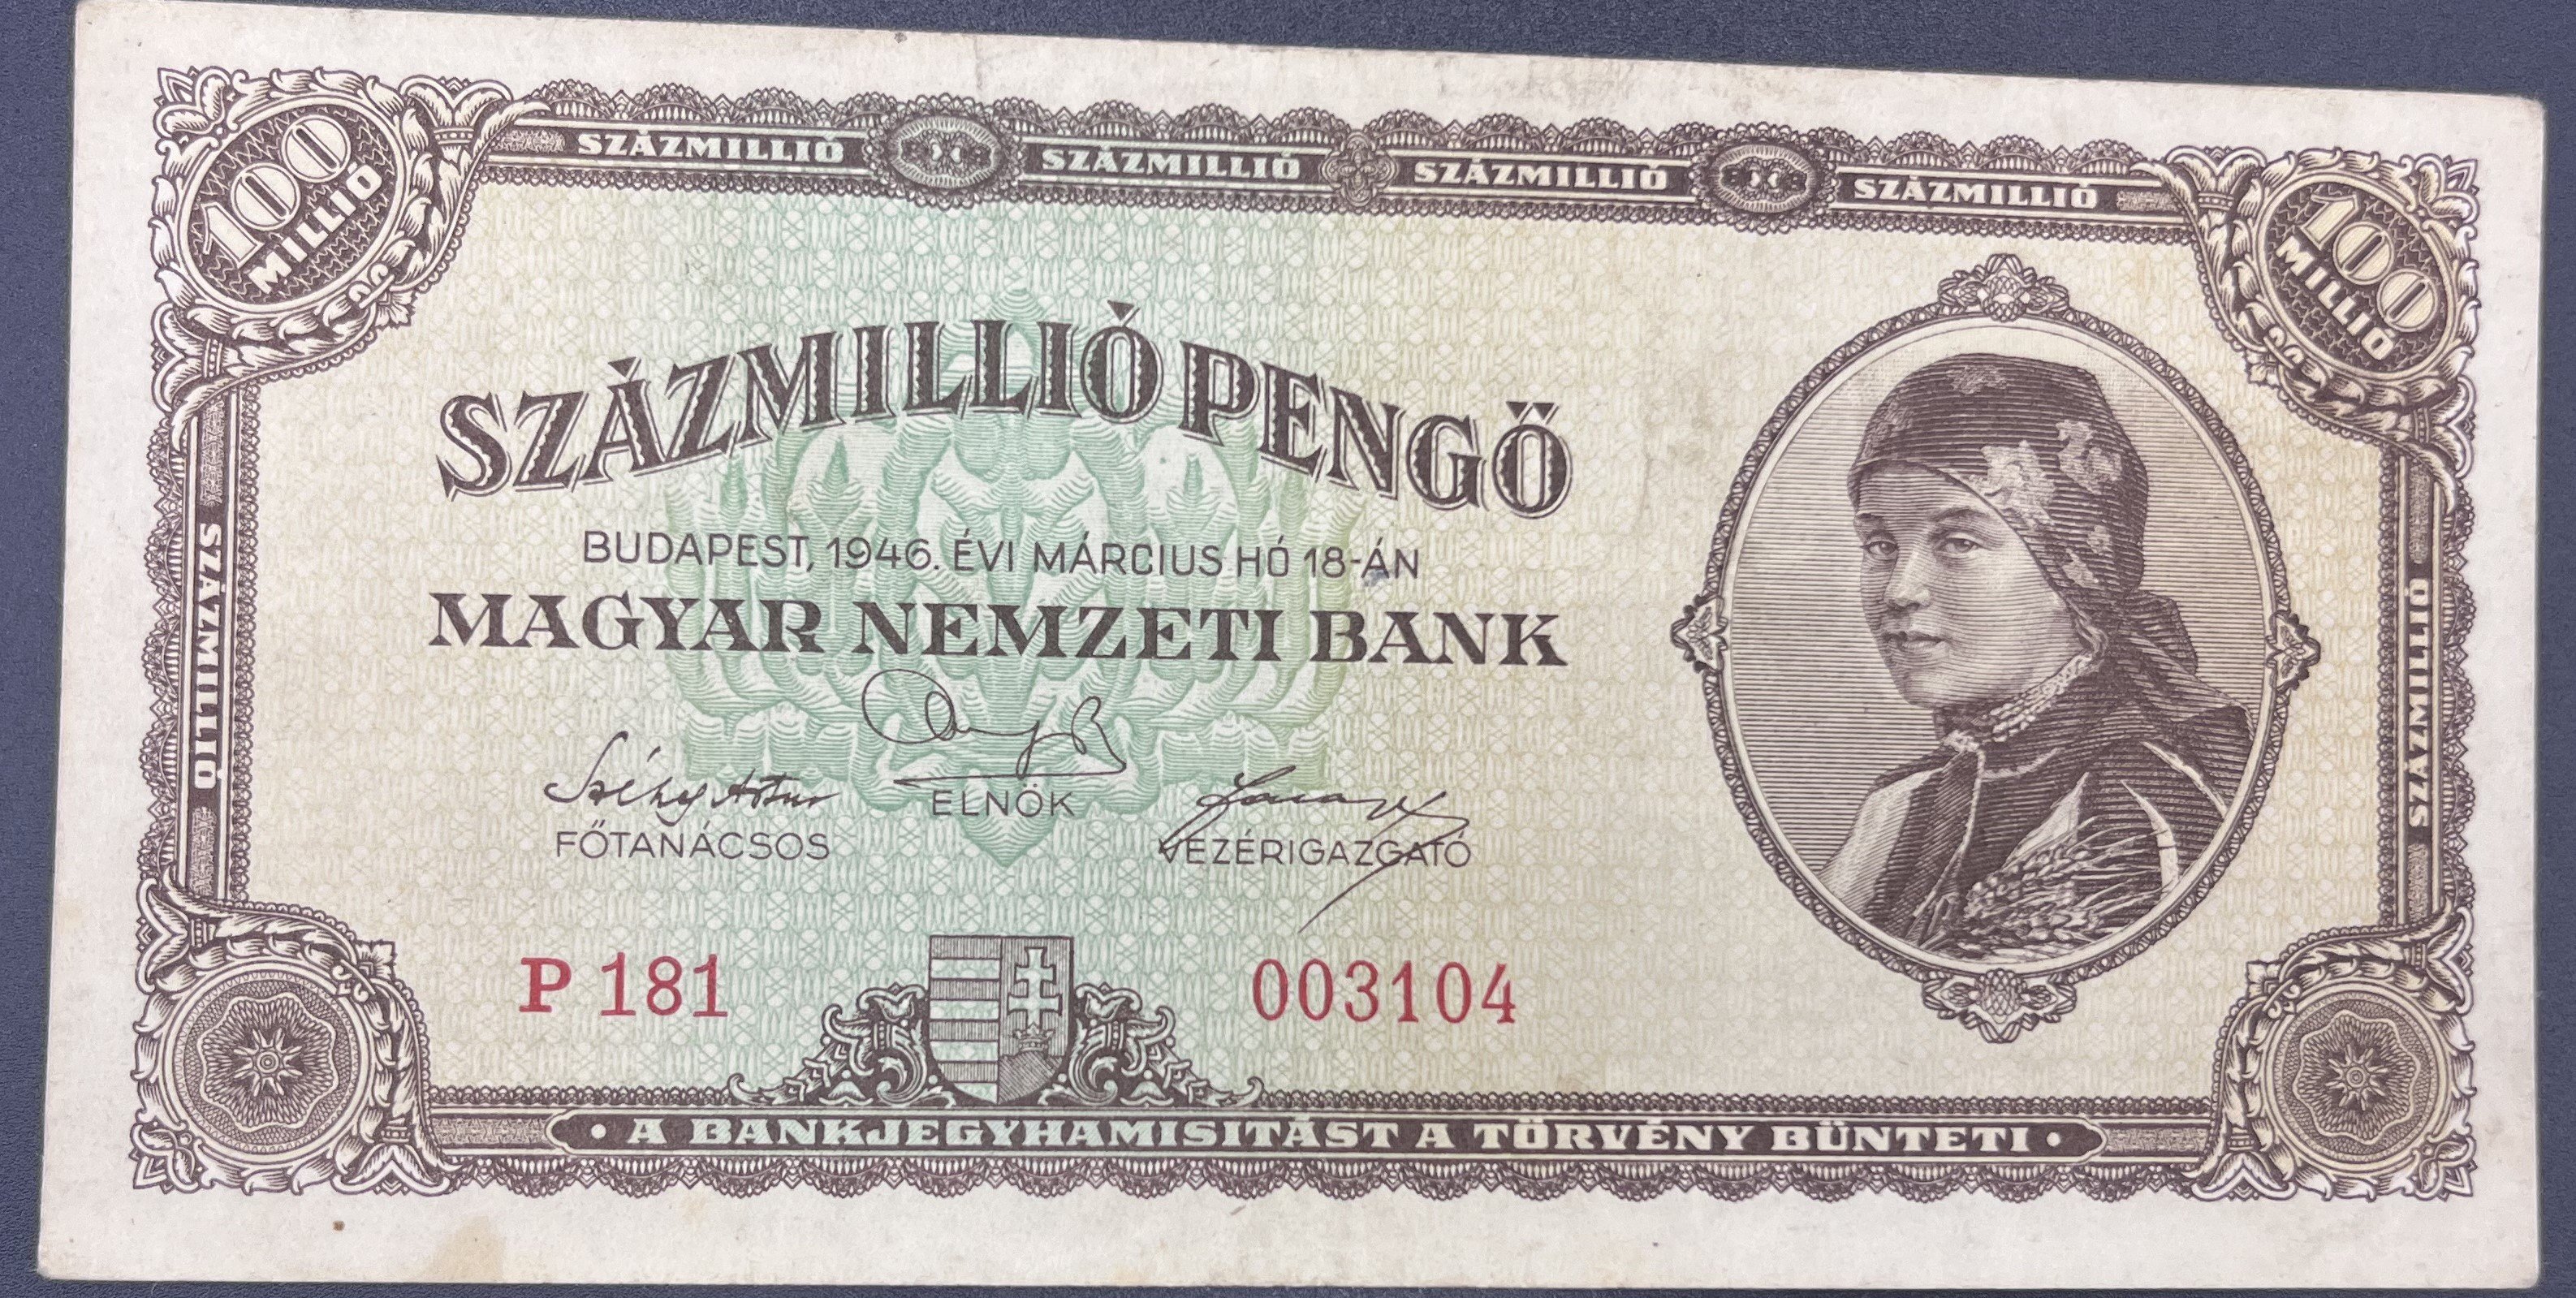 100
MILLIÓ
SZÁZMILLIÓ SZÁZMILLIÓ SZÁZMILLIÓ SZÁZMILLIÓ
100
MILLIÓ
SZÁZMILLIÓ PENGŐ
BUDAPEST, 1946. ÉVI MÁRCIUS HÓ 18-ÁN
MAGYAR NEMZETI BANK
SZÁZMILLIÓ
SZÁZMILLIÓ
ELNÖK
FŐTANÁCSOS
VEZÉRIGAZGATÓ
P 181
003104
• A BANKJEGYHAMISITÁST A TÖRVÉNY BÜNTETI •